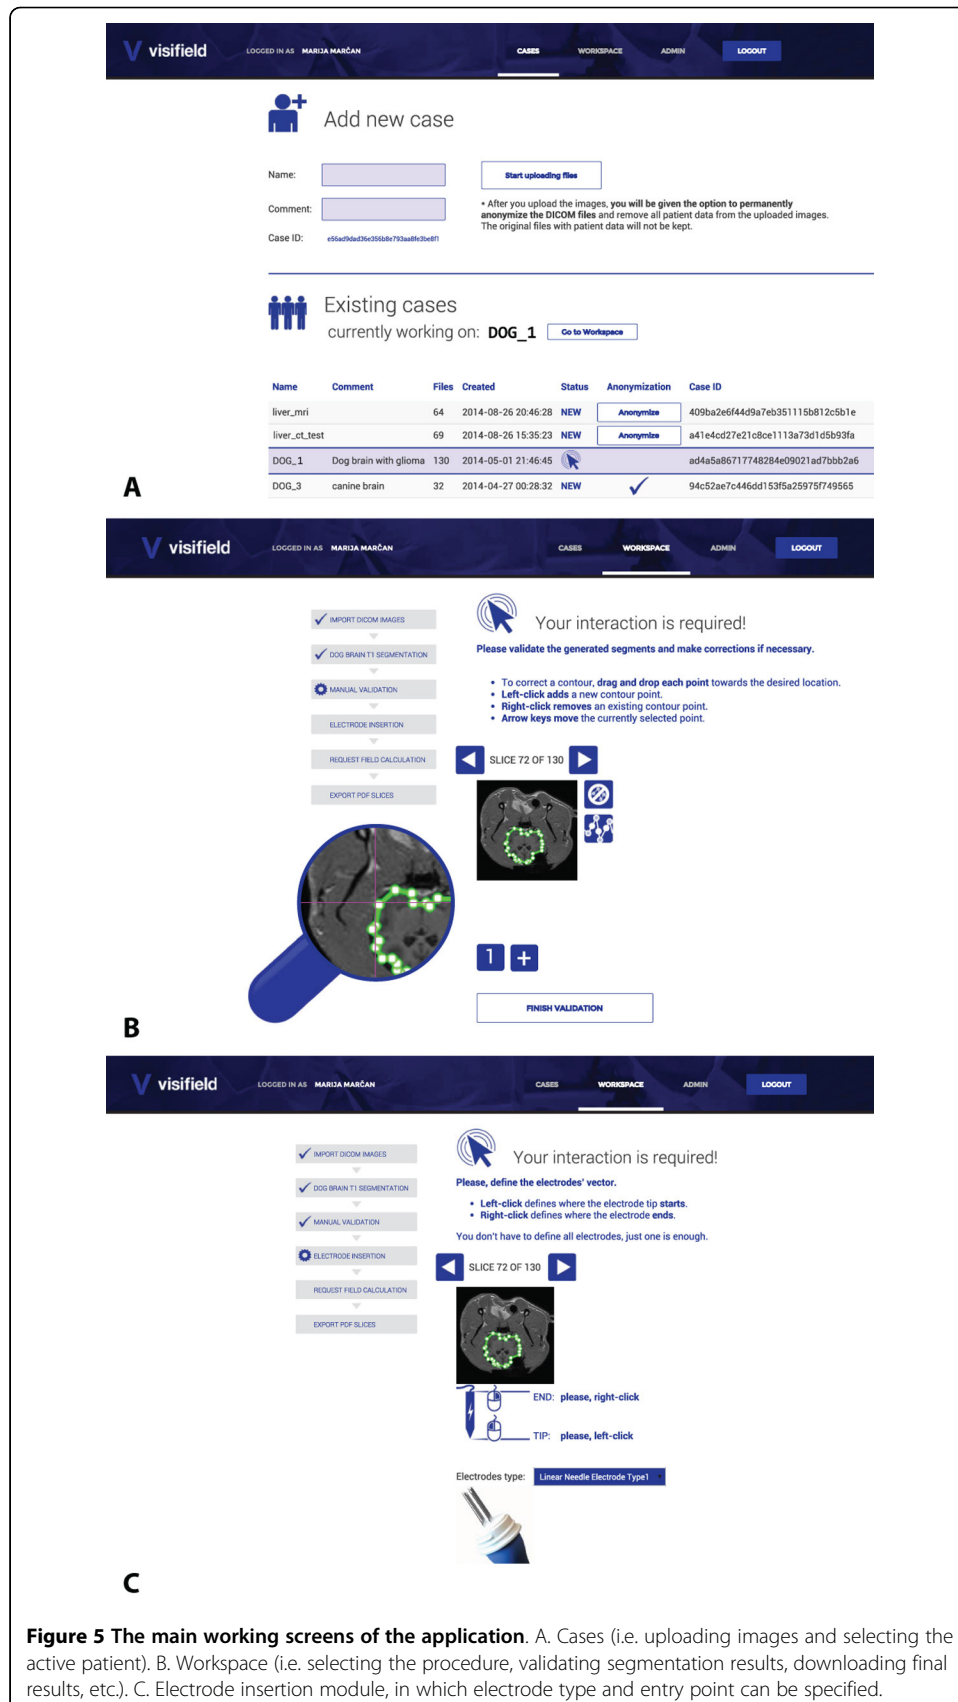 visifield LOGGED IN AS MARIJA MARČAN CASES WORKSPACE ADMIN LOGOUT
Add new case
Name:
Start uploading files
• After you upload the images, you will be given the option to permanently
anonymize the DICOM files and remove all patient data from the uploaded images.
The original files with patient data will not be kept.
Comment:
Case ID: e56ad9dad36e356b8e793aa8fe3be8f1
Existing cases
currently working on: DOG_1 Go to Workspace
Name Comment Files Created Status Anonymization Case ID
liver_mri 64 2014-08-26 20:46:28 NEW Anonymize 409ba2e6f44d9a7eb351115b812c5b1e
liver_ct_test 69 2014-08-26 15:35:23 NEW Anonymize a41e4cd27e21c8ce1113a73d1d5b93fa
DOG_1 Dog brain with glioma 130 2014-05-01 21:46:45 ad4a5a86717748284e09021ad7bbb2a6
DOG_3 canine brain 32 2014-04-27 00:28:32 NEW 94c52ae7c446dd153f5a25975f749565
A
visifield LOGGED IN AS MARIJA MARČAN CASES WORKSPACE ADMIN LOGOUT
IMPORT DICOM IMAGES
DOG BRAIN T1 SEGMENTATION
MANUAL VALIDATION
ELECTRODE INSERTION
REQUEST FIELD CALCULATION
EXPORT PDF SLICES
Your interaction is required!
Please validate the generated segments and make corrections if necessary.
• To correct a contour, drag and drop each point towards the desired location.
• Left-click adds a new contour point.
• Right-click removes an existing contour point.
• Arrow keys move the currently selected point.
SLICE 72 OF 130
1 +
FINISH VALIDATION
B
visifield LOGGED IN AS MARIJA MARČAN CASES WORKSPACE ADMIN LOGOUT
IMPORT DICOM IMAGES
DOG BRAIN T1 SEGMENTATION
MANUAL VALIDATION
ELECTRODE INSERTION
REQUEST FIELD CALCULATION
EXPORT PDF SLICES
Your interaction is required!
Please, define the electrodes' vector.
• Left-click defines where the electrode tip starts.
• Right-click defines where the electrode ends.
You don't have to define all electrodes, just one is enough.
SLICE 72 OF 130
END: please, right-click
TIP: please, left-click
Electrodes type: Linear Needle Electrode Type1
C
Figure 5 The main working screens of the application. A. Cases (i.e. uploading images and selecting the
active patient). B. Workspace (i.e. selecting the procedure, validating segmentation results, downloading final
results, etc.). C. Electrode insertion module, in which electrode type and entry point can be specified.